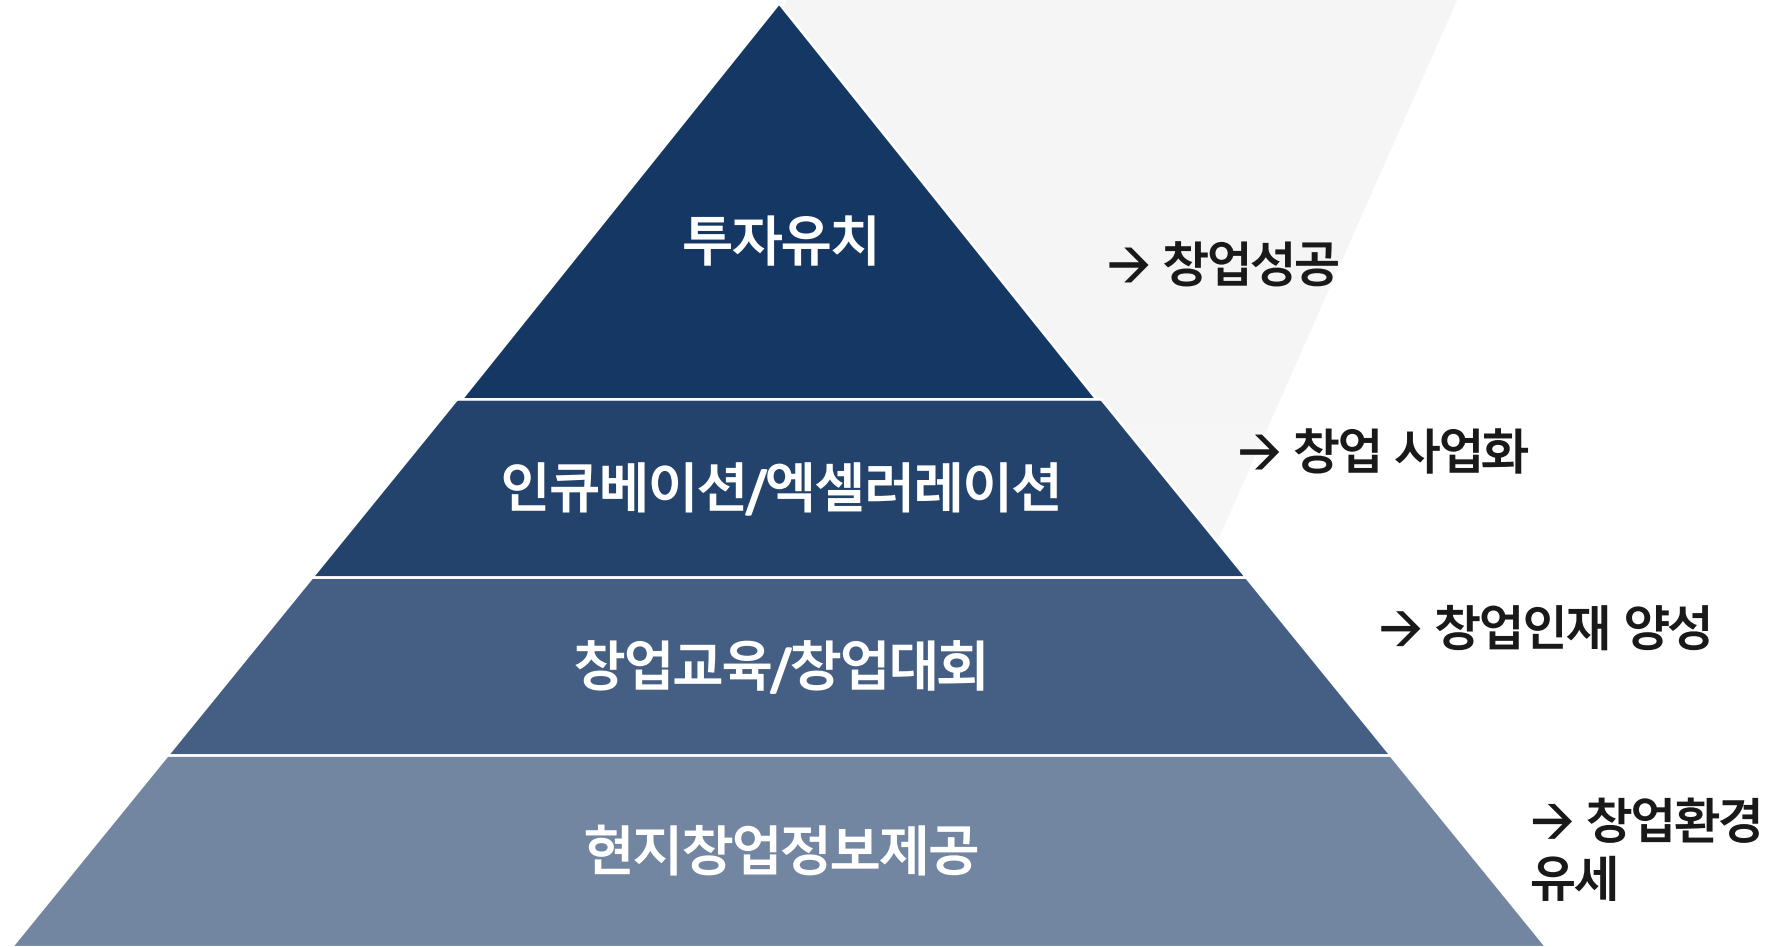 투자유치
→ 창업성공
인큐베이션/엑셀러레이션
→ 창업 사업화
창업교육/창업대회
→ 창업인재 양성
현지창업정보제공
→ 창업환경
유세